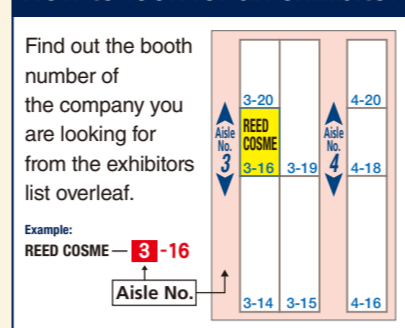 Find out the booth
number of
the company you
are looking for
from the exhibitors
list overleaf.
Example:
REED COSME — 3 -16
Aisle No.
3-20
4-20
Aisle
No.
3
REED
COSME
3-16
3-19
Aisle
No.
4
4-18
3-14
3-15
4-16